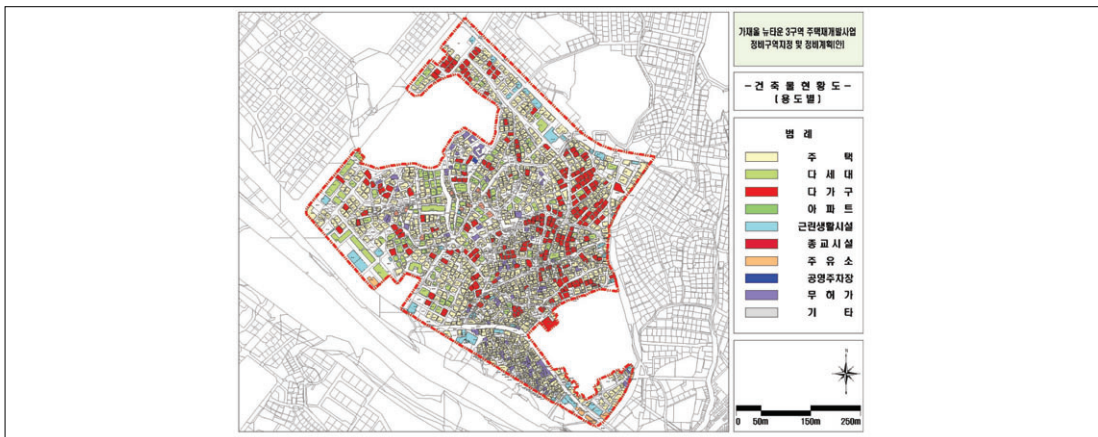 가재울 뉴타운 3구역 주택재개발사업
정비구역지정 및 정비계획(안)
- 건 축 물 현 황 도 -
( 용 도 별 )
범 례
주 택
다 세 대
다 가 구
아 파 트
근린생활시설
종 교 시 설
주 유 소
공영주차장
무 허 가
기 타
N
0 50m 150m 250m